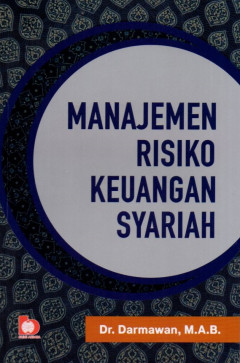 MANAJEMEN
RISIKO
KEUANGAN
SYARIAH
Dr. Darmawan, M.A.B.